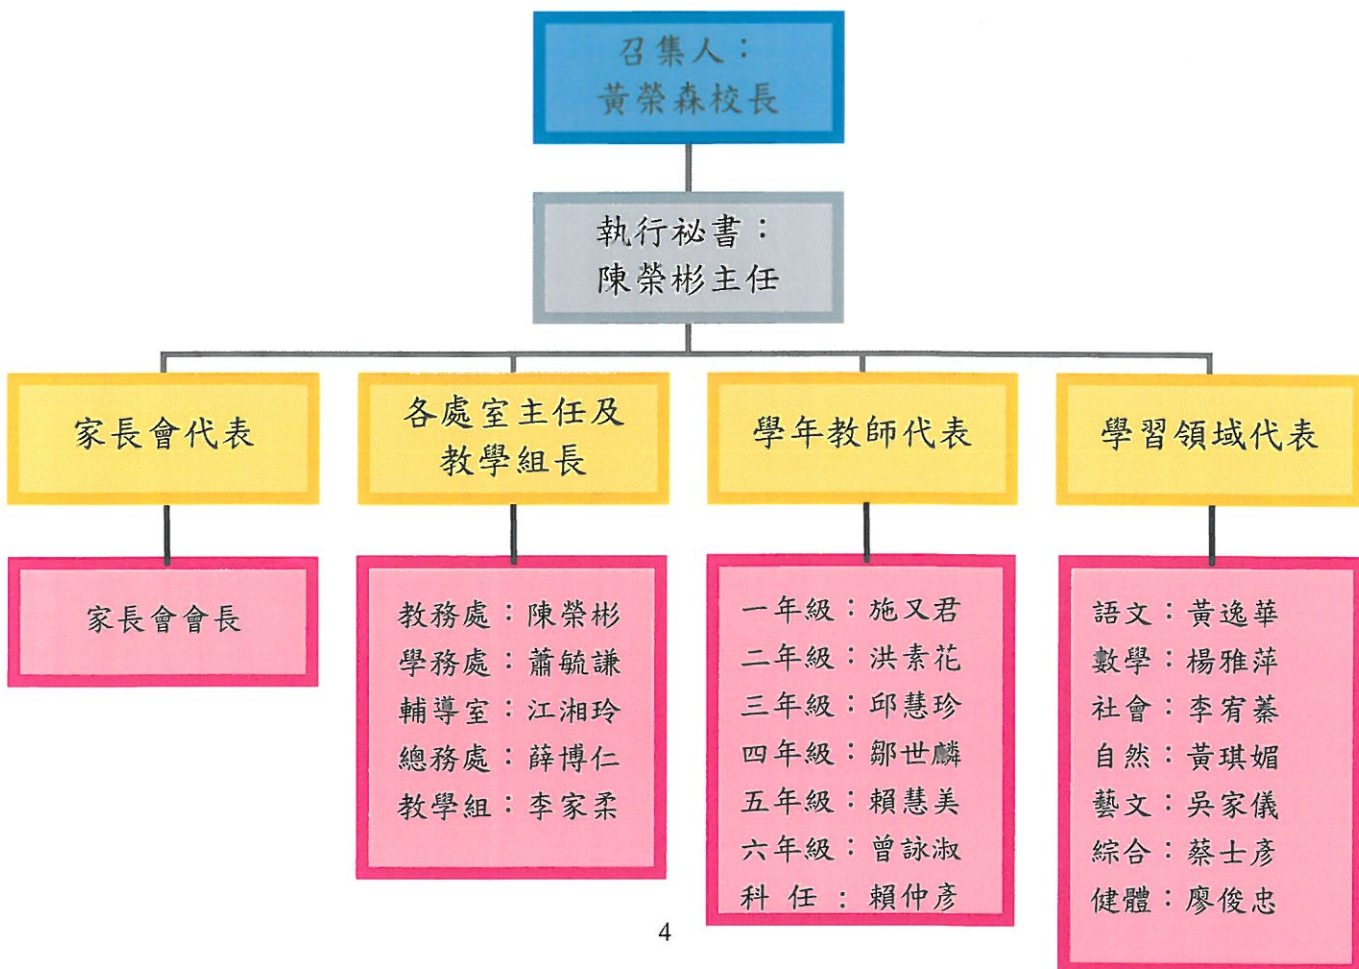 召集人：
黃榮森校長
執行祕書：
陳榮彬主任
家長會代表
各處室主任及
教學組長
學年教師代表
學習領域代表
家長會會長
教務處：陳榮彬
學務處：蕭毓謙
輔導室：江湘玲
總務處：薛博仁
教學組：李家柔
一年級：施又君
二年級：洪素花
三年級：邱慧珍
四年級：鄒世麟
五年級：賴慧美
六年級：曾詠淑
科任：賴仲彥
語文：黃逸華
數學：楊雅萍
社會：李宥蓁
自然：黃琪媚
藝文：吳家儀
綜合：蔡士彥
健體：廖俊忠
4